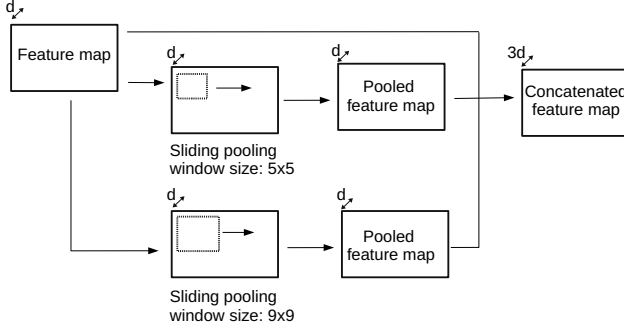 d
Feature map
d
d
Pooled
feature map
3d
Concatenated
feature map
Sliding pooling
window size: 5x5
d
d
Pooled
feature map
Sliding pooling
window size: 9x9